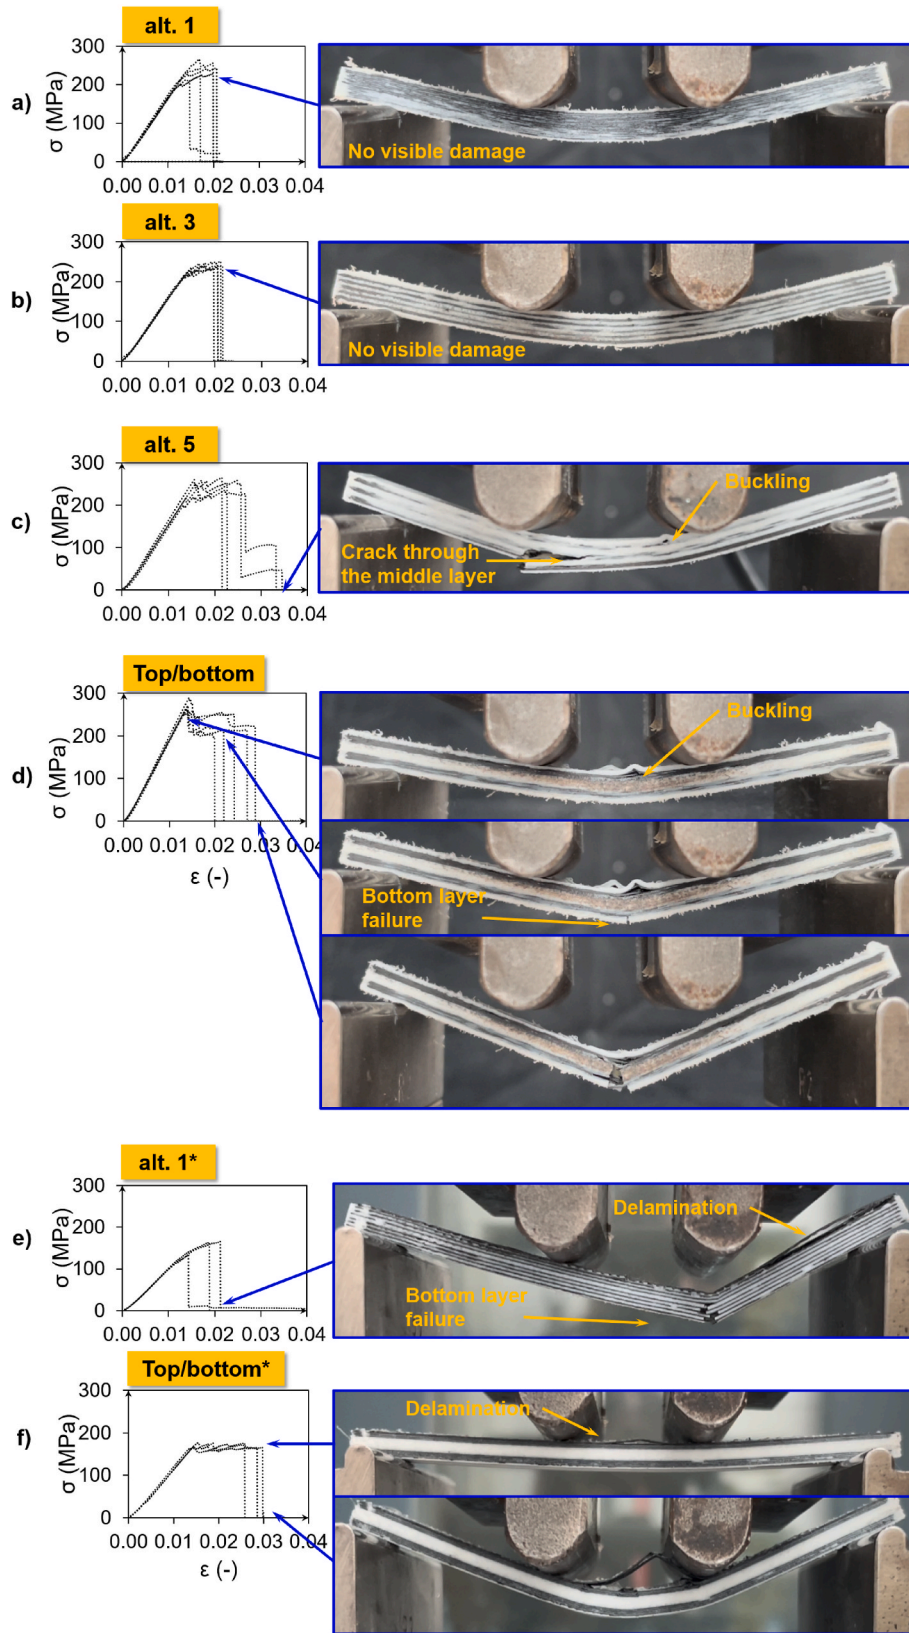 alt. 1
a)
σ (MPa)
300
200
100
0
0.00 0.01 0.02 0.03 0.04
No visible damage
alt. 3
b)
σ (MPa)
300
200
100
0
0.00 0.01 0.02 0.03 0.04
No visible damage
alt. 5
c)
σ (MPa)
300
200
100
0
0.00 0.01 0.02 0.03 0.04
Buckling
Crack through
the middle layer
Top/bottom
d)
σ (MPa)
300
200
100
0
0.00 0.01 0.02 0.03 0.04
ε (-)
Buckling
Bottom layer
failure
alt. 1*
e)
σ (MPa)
300
200
100
0
0.00 0.01 0.02 0.03 0.04
Delamination
Bottom layer
failure
Top/bottom*
f)
σ (MPa)
300
200
100
0
0.00 0.01 0.02 0.03 0.04
ε (-)
Delamination